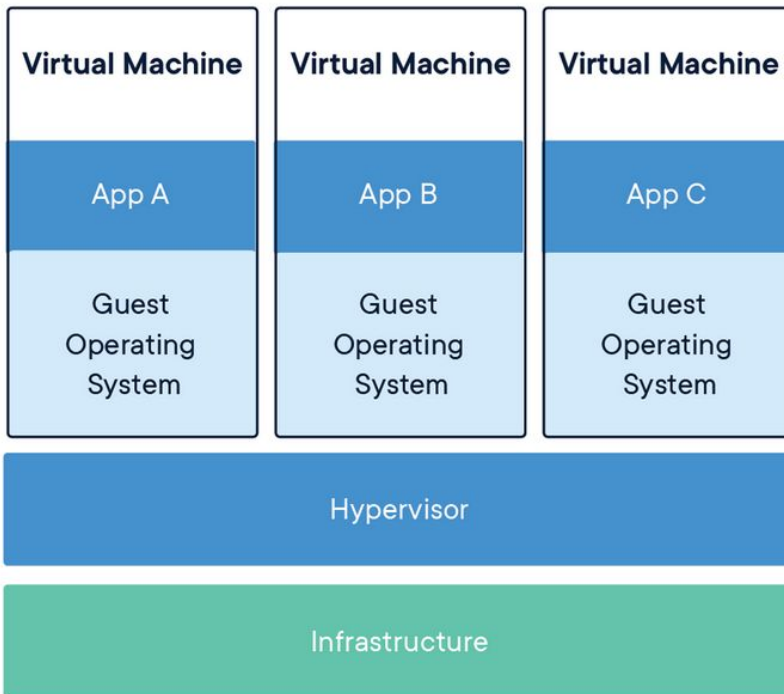 Virtual Machine
Virtual Machine
Virtual Machine
App A
App B
App C
Guest
Operating
System
Guest
Operating
System
Guest
Operating
System
Hypervisor
Infrastructure